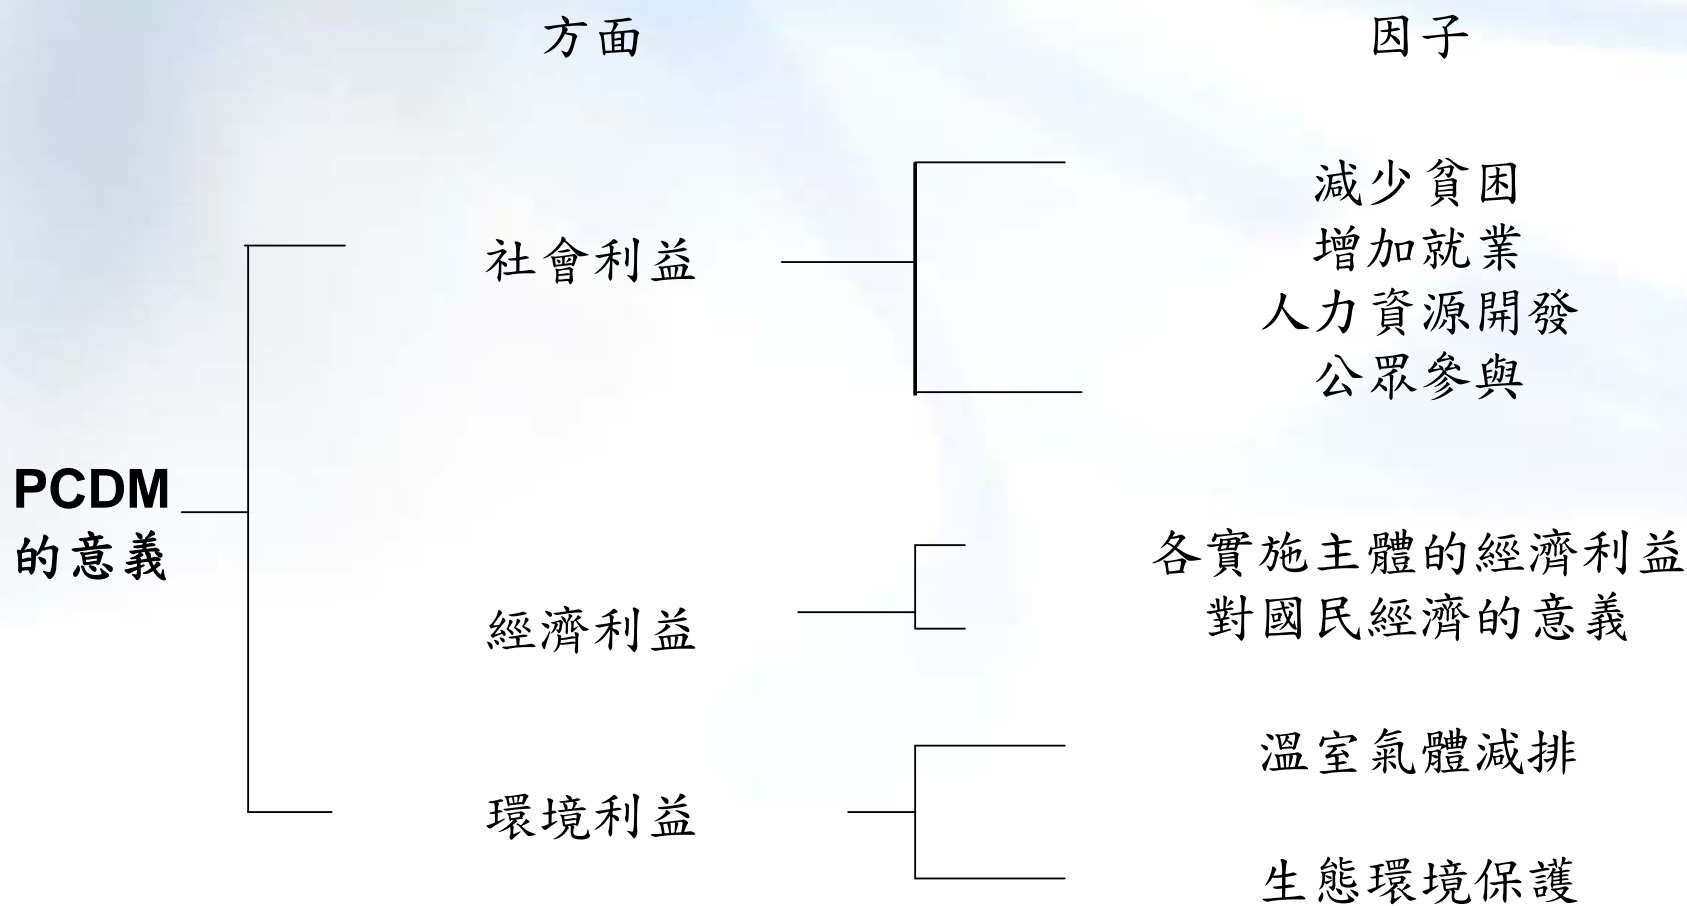 方面
因子
PCDM
的意義
社會利益
減少貧困
增加就業
人力資源開發
公眾參與
經濟利益
各實施主體的經濟利益
對國民經濟的意義
環境利益
溫室氣體減排
生態環境保護